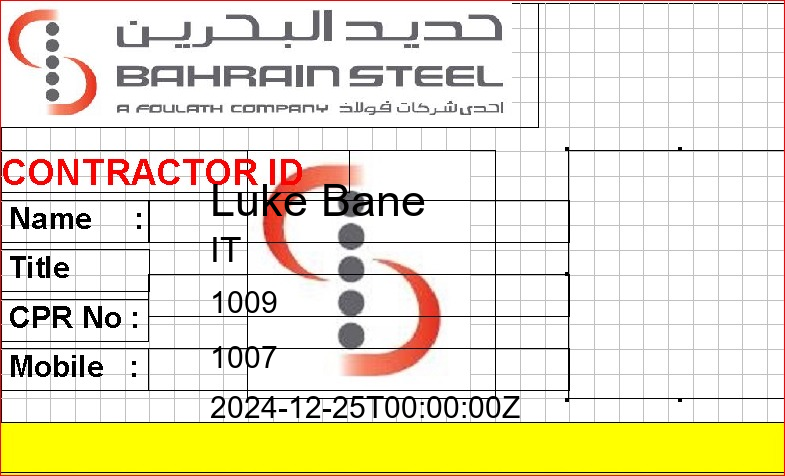 حديد البحرين
BAHRAIN STEEL
A FOULATH COMPANY احدى شركات فولاذ
CONTRACTOR ID
Name : Luke Bane
Title IT
CPR No : 1009
Mobile : 1007
2024-12-25T00:00:00Z